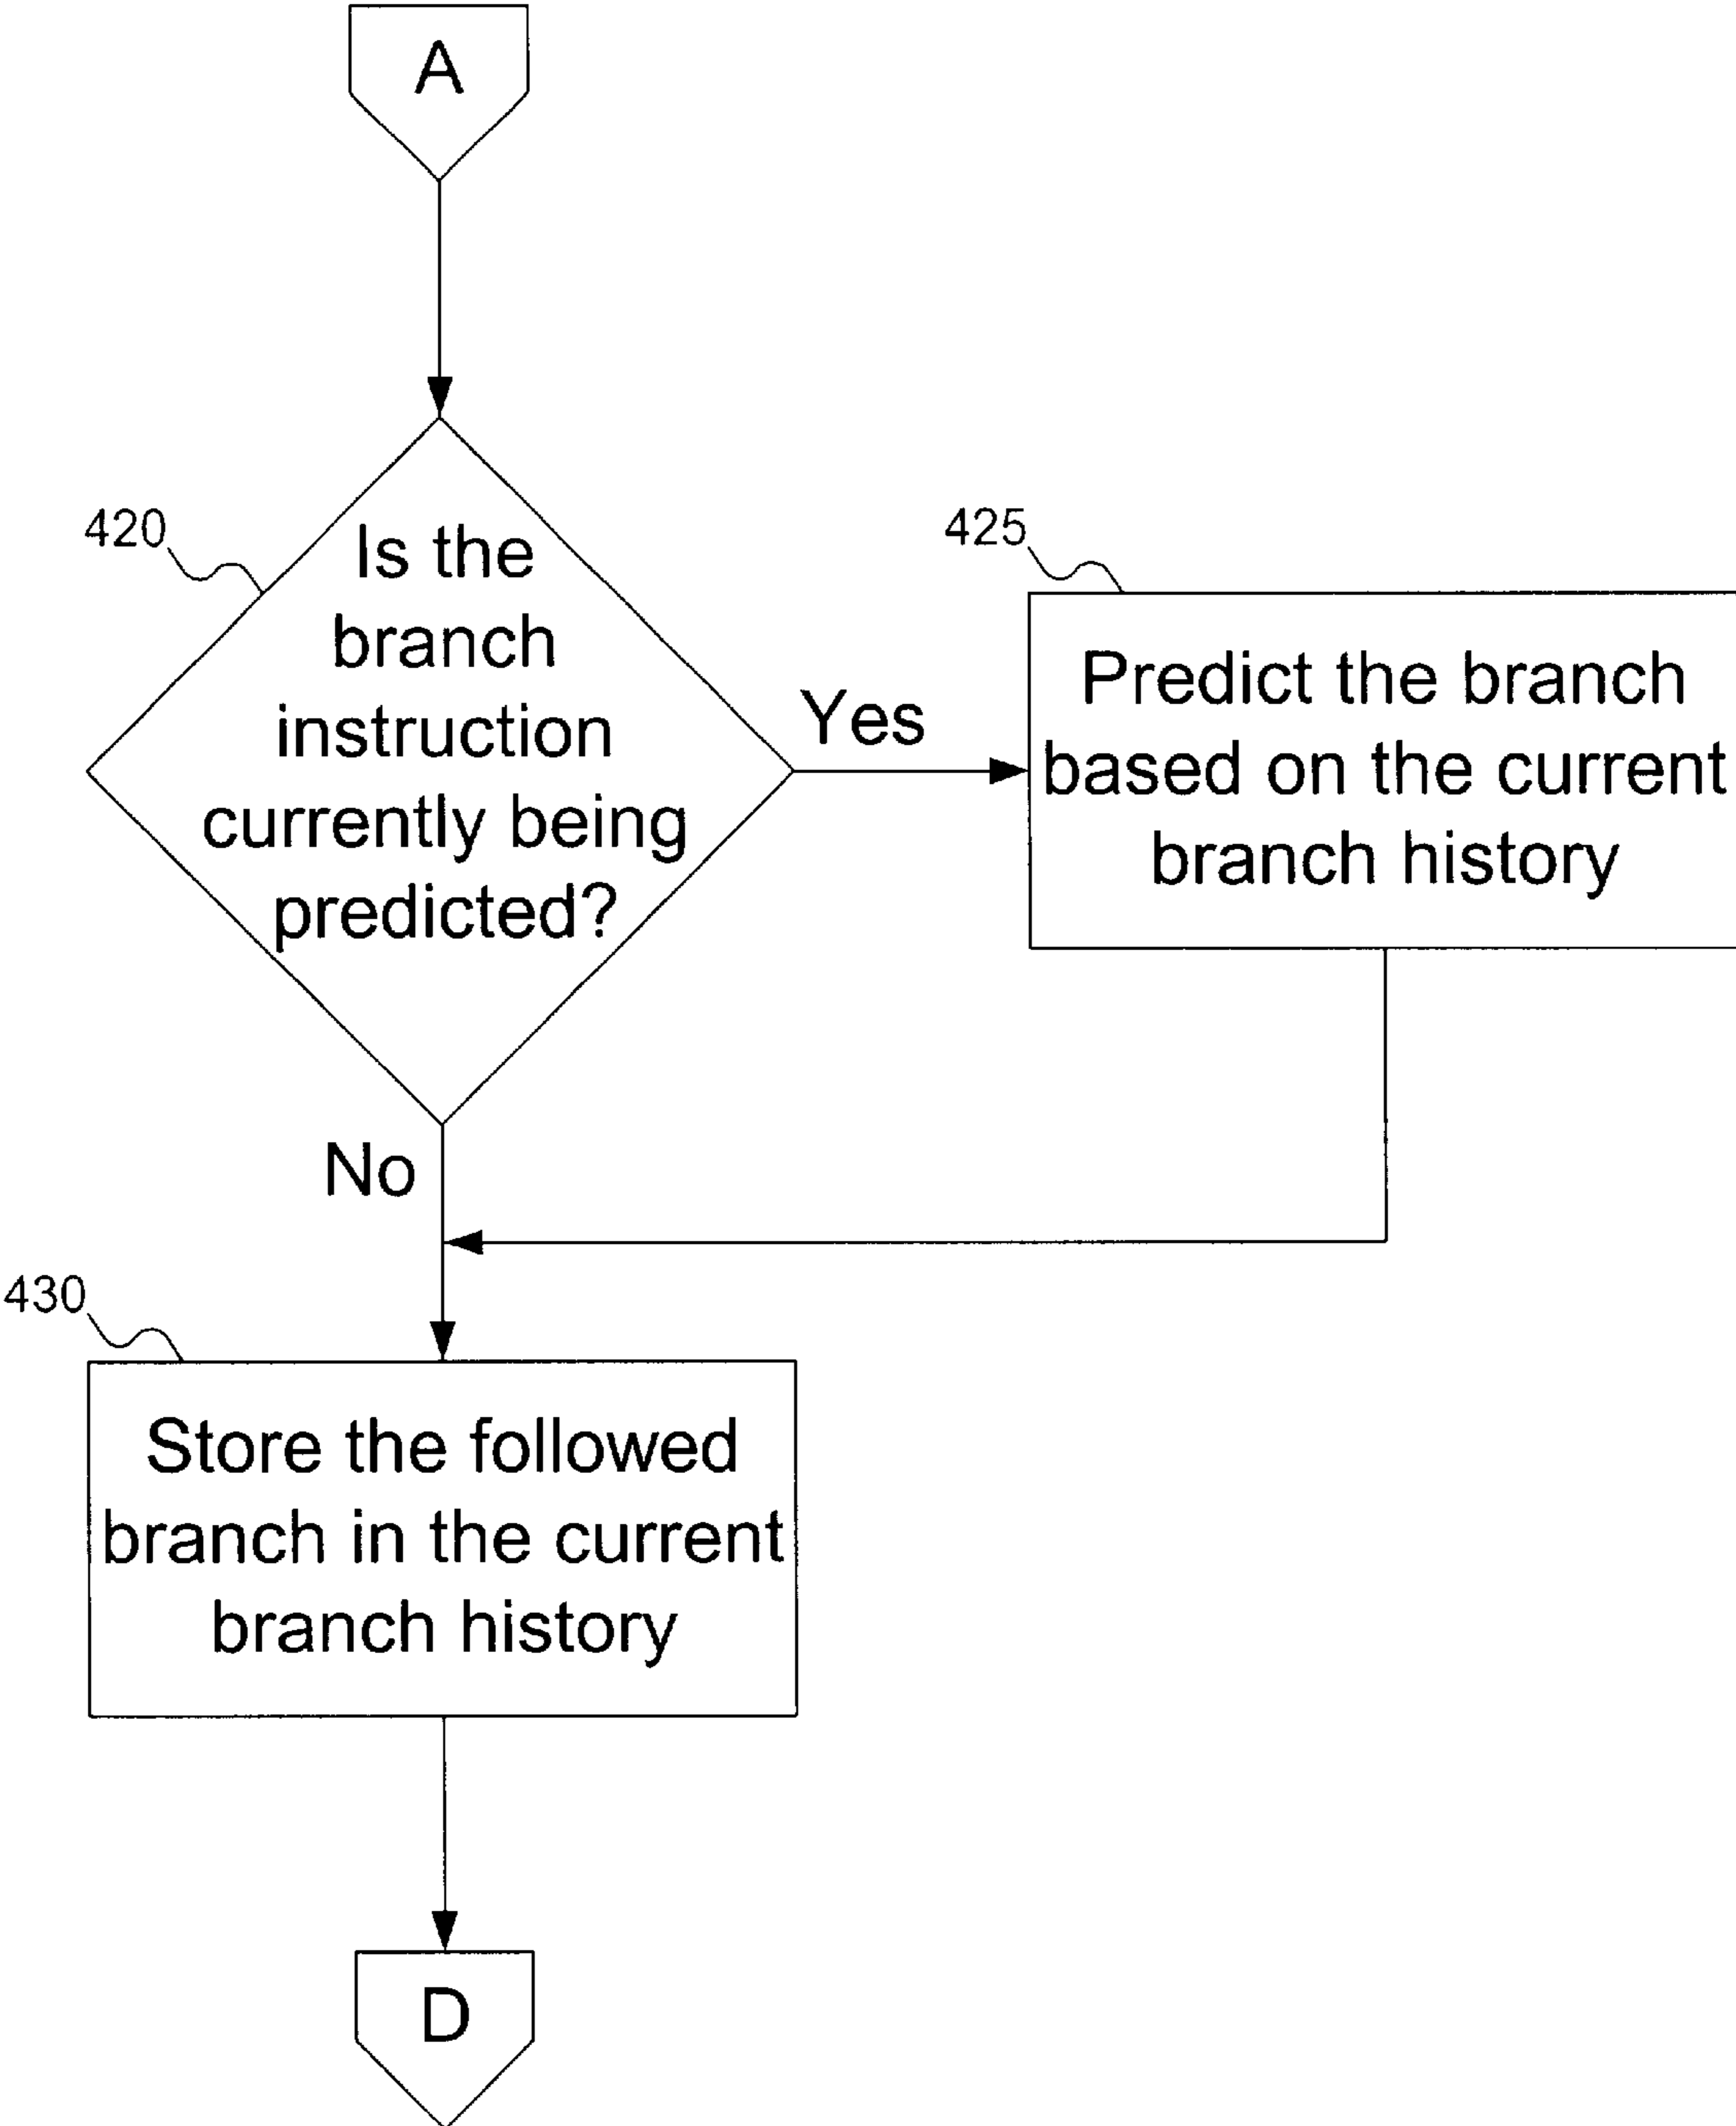 A
420
Is the
branch
instruction
currently being
predicted?
Yes
425
Predict the branch
based on the current
branch history
No
430
Store the followed
branch in the current
branch history
D